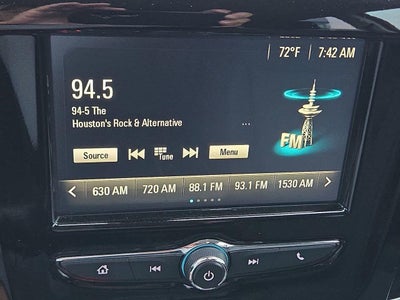 72°F 7:42 AM
94.5
94-5 The
Houston's Rock & Alternative
...
FM
Source Tune Menu
630 AM 720 AM 88.1 FM 93.1 FM 1530 AM